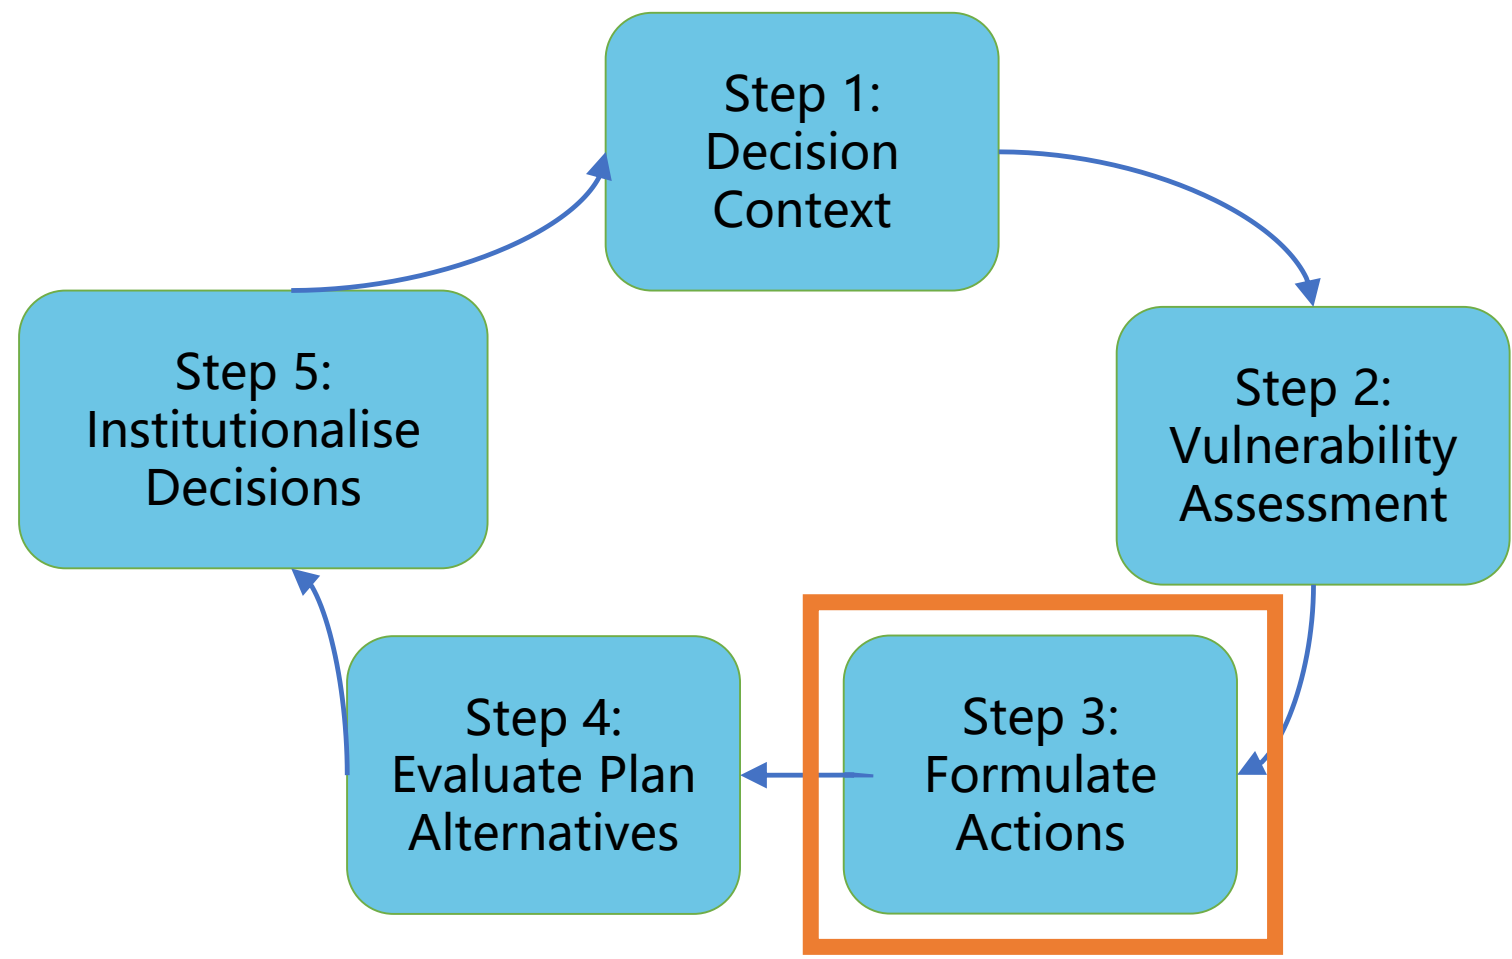 Step 1:
Decision
Context
Step 2:
Vulnerability
Assessment
Step 3:
Formulate
Actions
Step 4:
Evaluate Plan
Alternatives
Step 5:
Institutionalise
Decisions